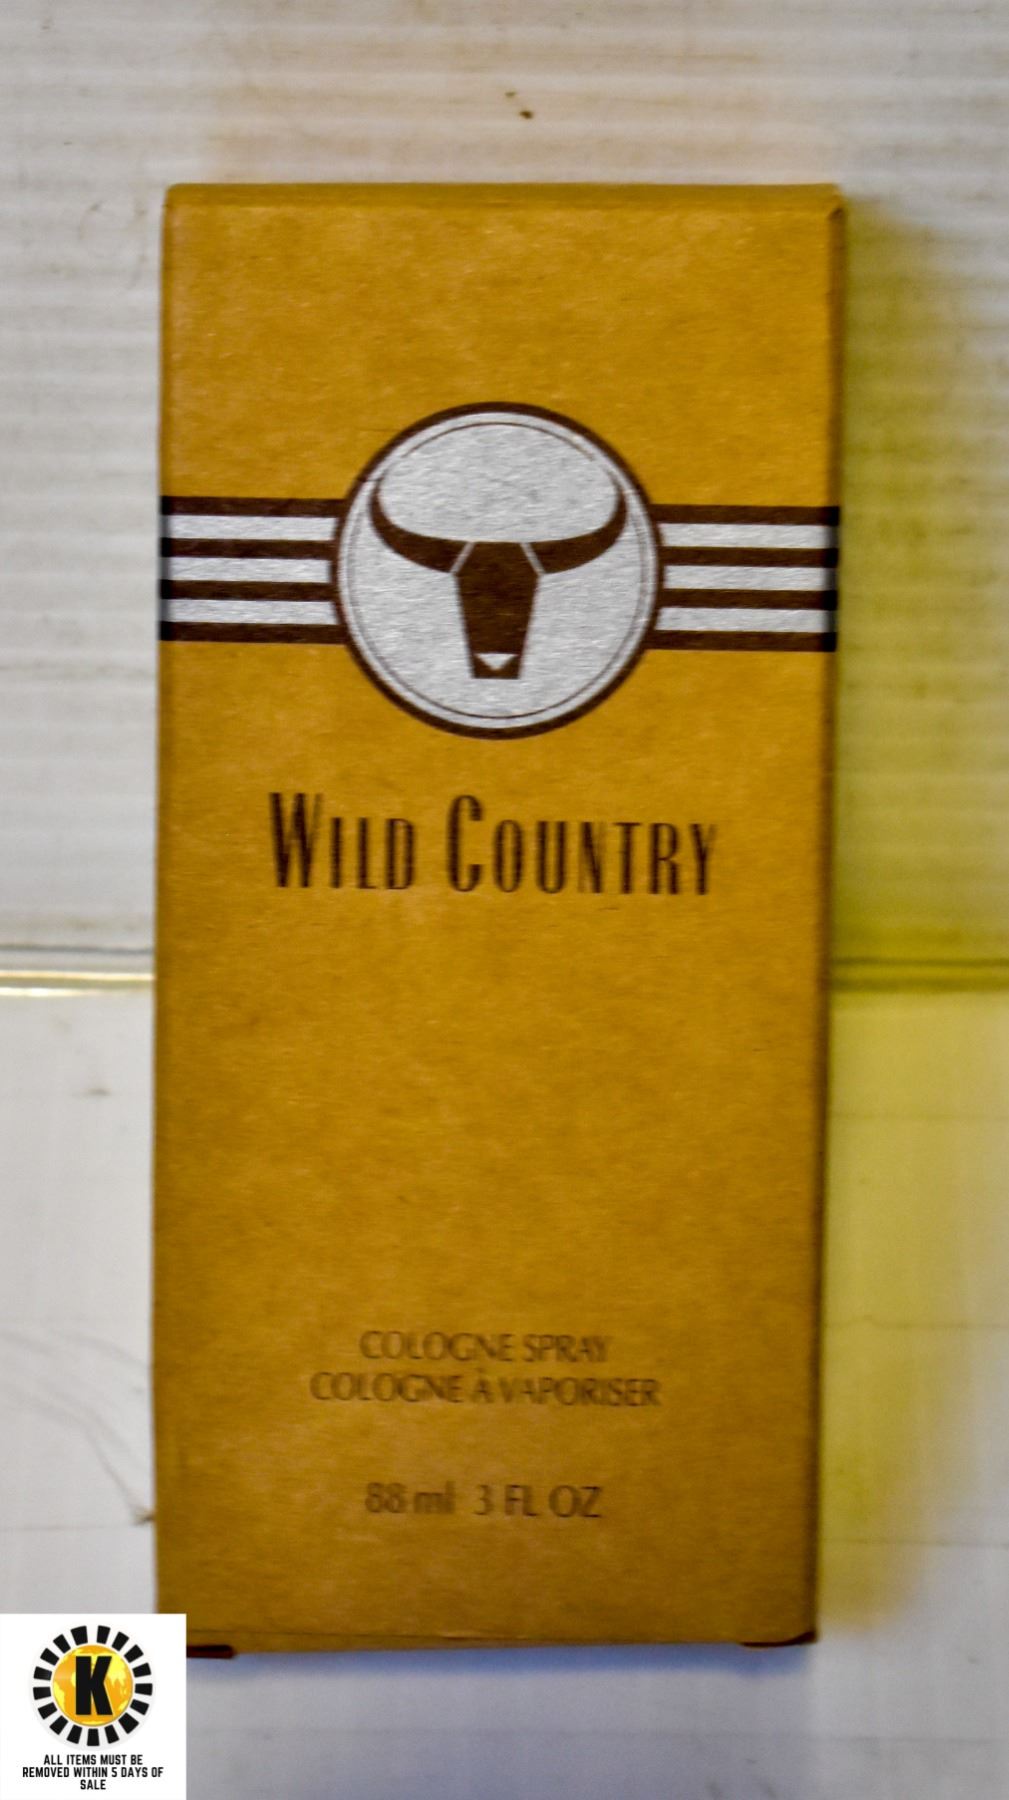 WILD COUNTRY
COLOGNE SPRAY
COLOGNE À VAPORISER
88 ml 3 FL OZ
K
ALL ITEMS MUST BE
REMOVED WITHIN 5 DAYS OF
SALE